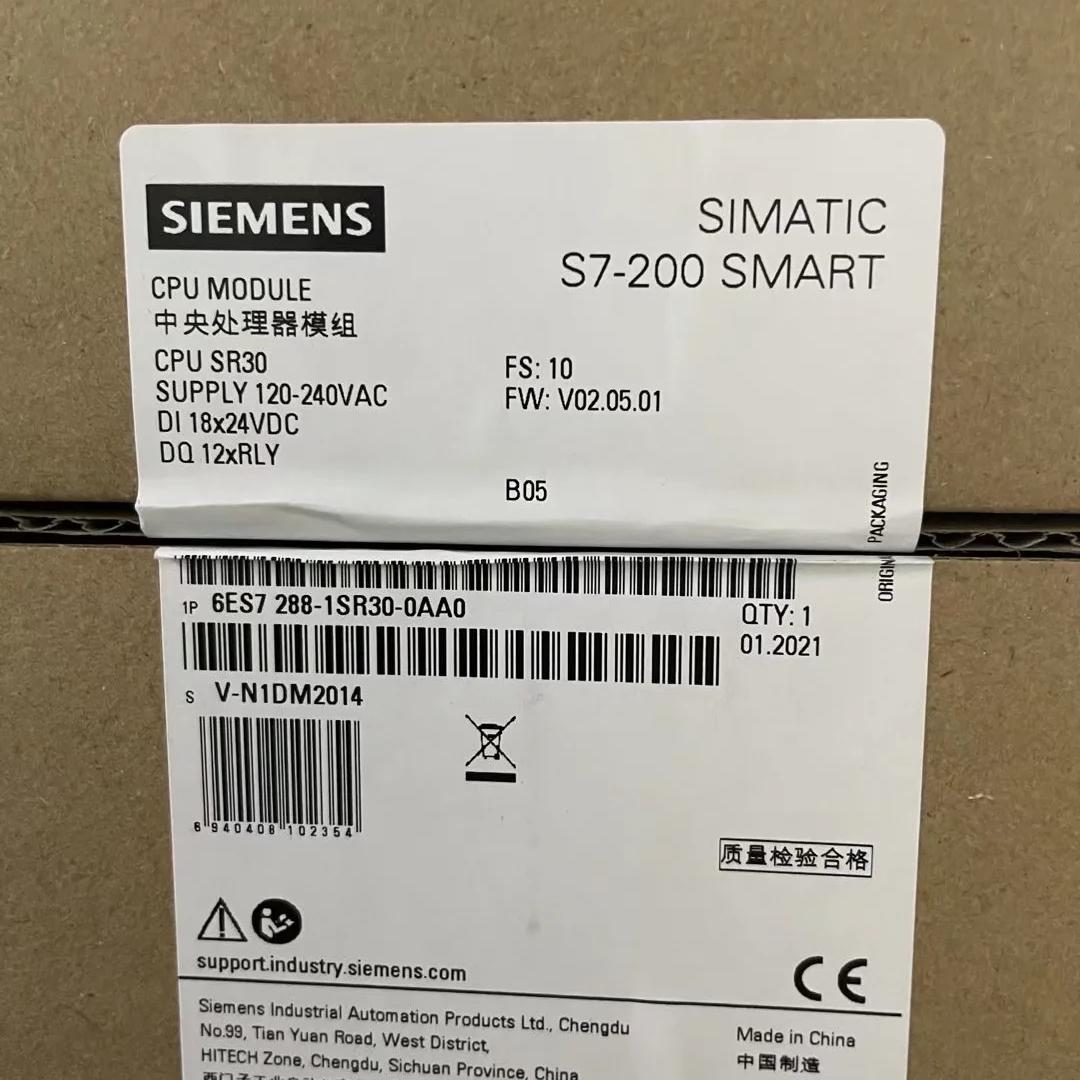 SIEMENS
SIMATIC
S7-200 SMART
CPU MODULE
中央处理器模组
CPU SR30
SUPPLY 120-240VAC
DI 18x24VDC
DQ 12xRLY
FS: 10
FW: V02.05.01
B05
ORIGIN PACKAGING
1P 6ES7 288-1SR30-0AA0
QTY: 1
01.2021
S V-N1DM2014
6 940408 102354
质量检验合格
support.industry.siemens.com
CE
Siemens Industrial Automation Products Ltd., Chengdu
No.99, Tian Yuan Road, West District,
HITECH Zone, Chengdu, Sichuan Province, China
Made in China
中国制造